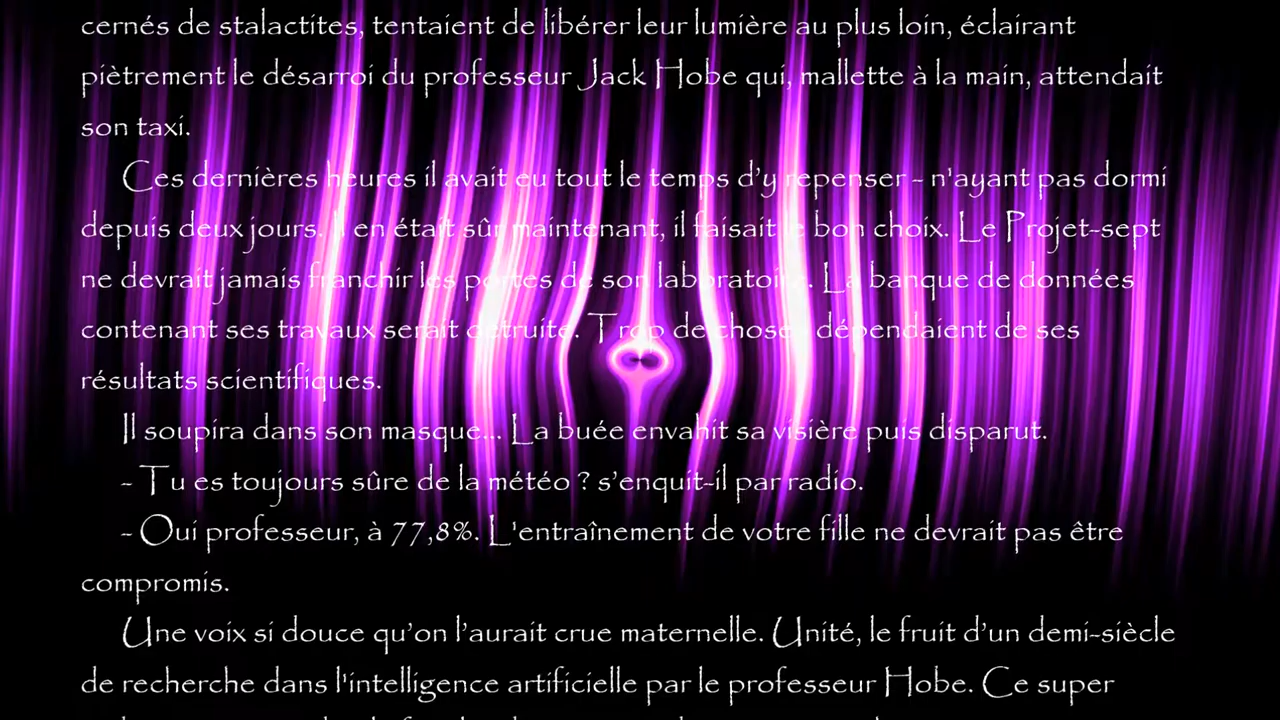 cernés de stalactites, tentaient de libérer leur lumière au plus loin, éclairant
piètrement le désarroi du professeur Jack Hobe qui, mallette à la main, attendait
son taxi.
Ces dernières heures il avait eu tout le temps d'y repenser - n'ayant pas dormi
depuis deux jours. Il en était sûr maintenant, il faisait le bon choix. Le Projet-sept
ne devrait jamais franchir les portes de son laboratoire. La banque de données
contenant ses travaux serait détruite. Trop de choses dépendaient de ses
résultats scientifiques.
Il soupira dans son masque... La buée envahit sa visière puis disparut.
- Tu es toujours sûre de la météo ? s'enquit-il par radio.
- Oui professeur, à 77,8%. L'entraînement de votre fille ne devrait pas être
compromis.
Une voix si douce qu'on l'aurait crue maternelle. Unité, le fruit d'un demi-siècle
de recherche dans l'intelligence artificielle par le professeur Hobe. Ce super